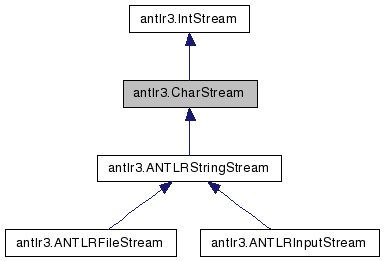 antlr3.IntStream
antlr3.CharStream
antlr3.ANTLRStringStream
antlr3.ANTLRFileStream
antlr3.ANTLRInputStream